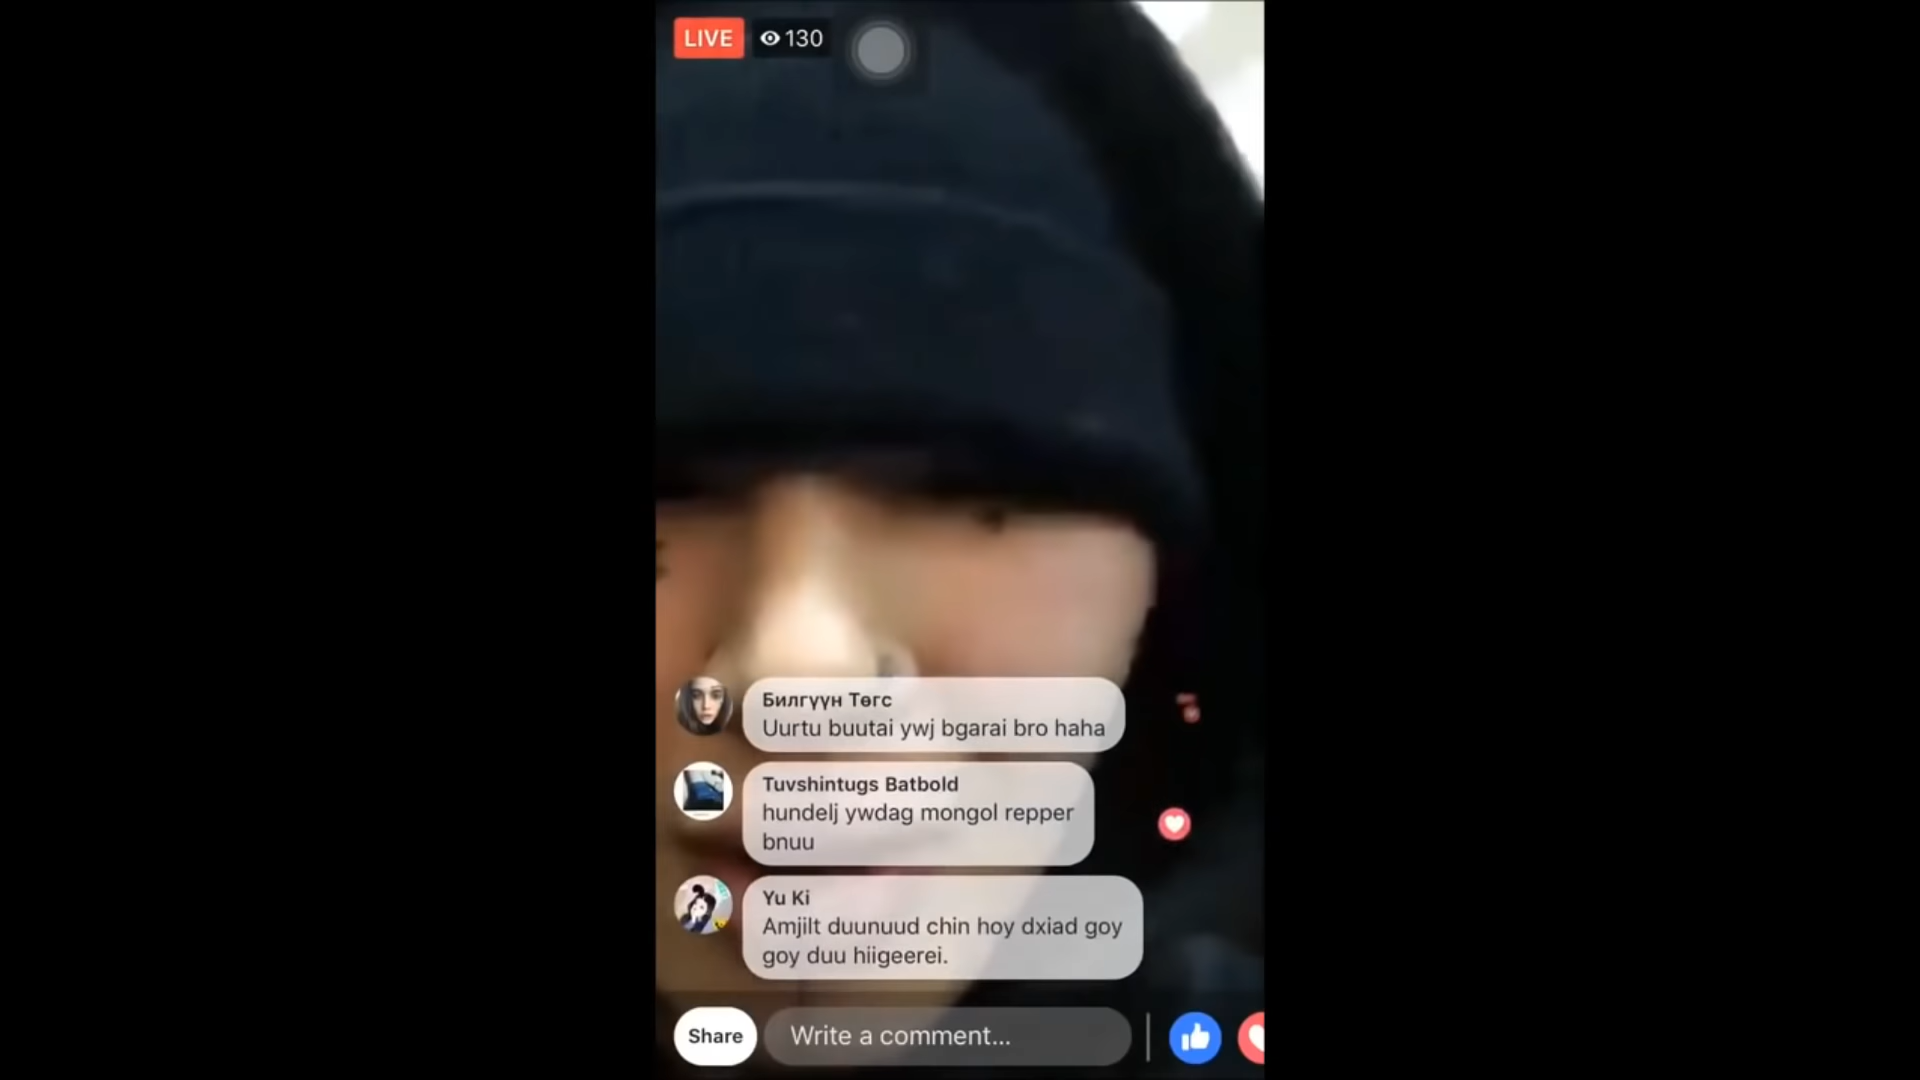 LIVE 130
Билгүүн Төгс
Uurtu buutai ywj bgarai bro haha
Tuvshintugs Batbold
hundelj ywdag mongol repper
bnuu
Yu Ki
Amjilt duunuud chin hoy dxiad goy
goy duu hiigeerei.
Share Write a comment...